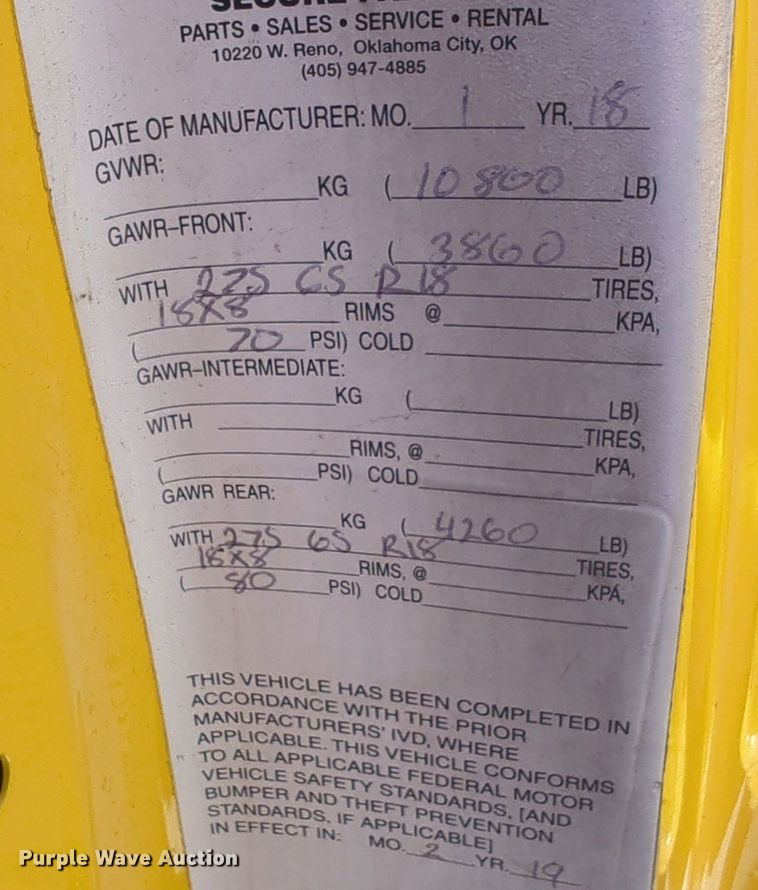 PARTS • SALES • SERVICE • RENTAL
10220 W. Reno, Oklahoma City, OK
(405) 947-4885
DATE OF MANUFACTURER: MO. 1 YR. 18
GVWR:
KG (10800 LB)
GAWR-FRONT:
KG (3860 LB)
WITH 275 65 R18 TIRES,
18X8 RIMS @ KPA,
(70 PSI) COLD
GAWR-INTERMEDIATE:
KG ( LB)
WITH TIRES,
RIMS, @ KPA,
( PSI) COLD
GAWR REAR:
KG (4260 LB)
WITH 275 65 R18 TIRES,
18X8 RIMS, @ KPA,
(80 PSI) COLD
THIS VEHICLE HAS BEEN COMPLETED IN
ACCORDANCE WITH THE PRIOR
MANUFACTURERS' IVD, WHERE
APPLICABLE. THIS VEHICLE CONFORMS
TO ALL APPLICABLE FEDERAL MOTOR
VEHICLE SAFETY STANDARDS, [AND
BUMPER AND THEFT PREVENTION
STANDARDS, IF APPLICABLE]
IN EFFECT IN: MO. 2 YR. 19
Purple Wave Auction